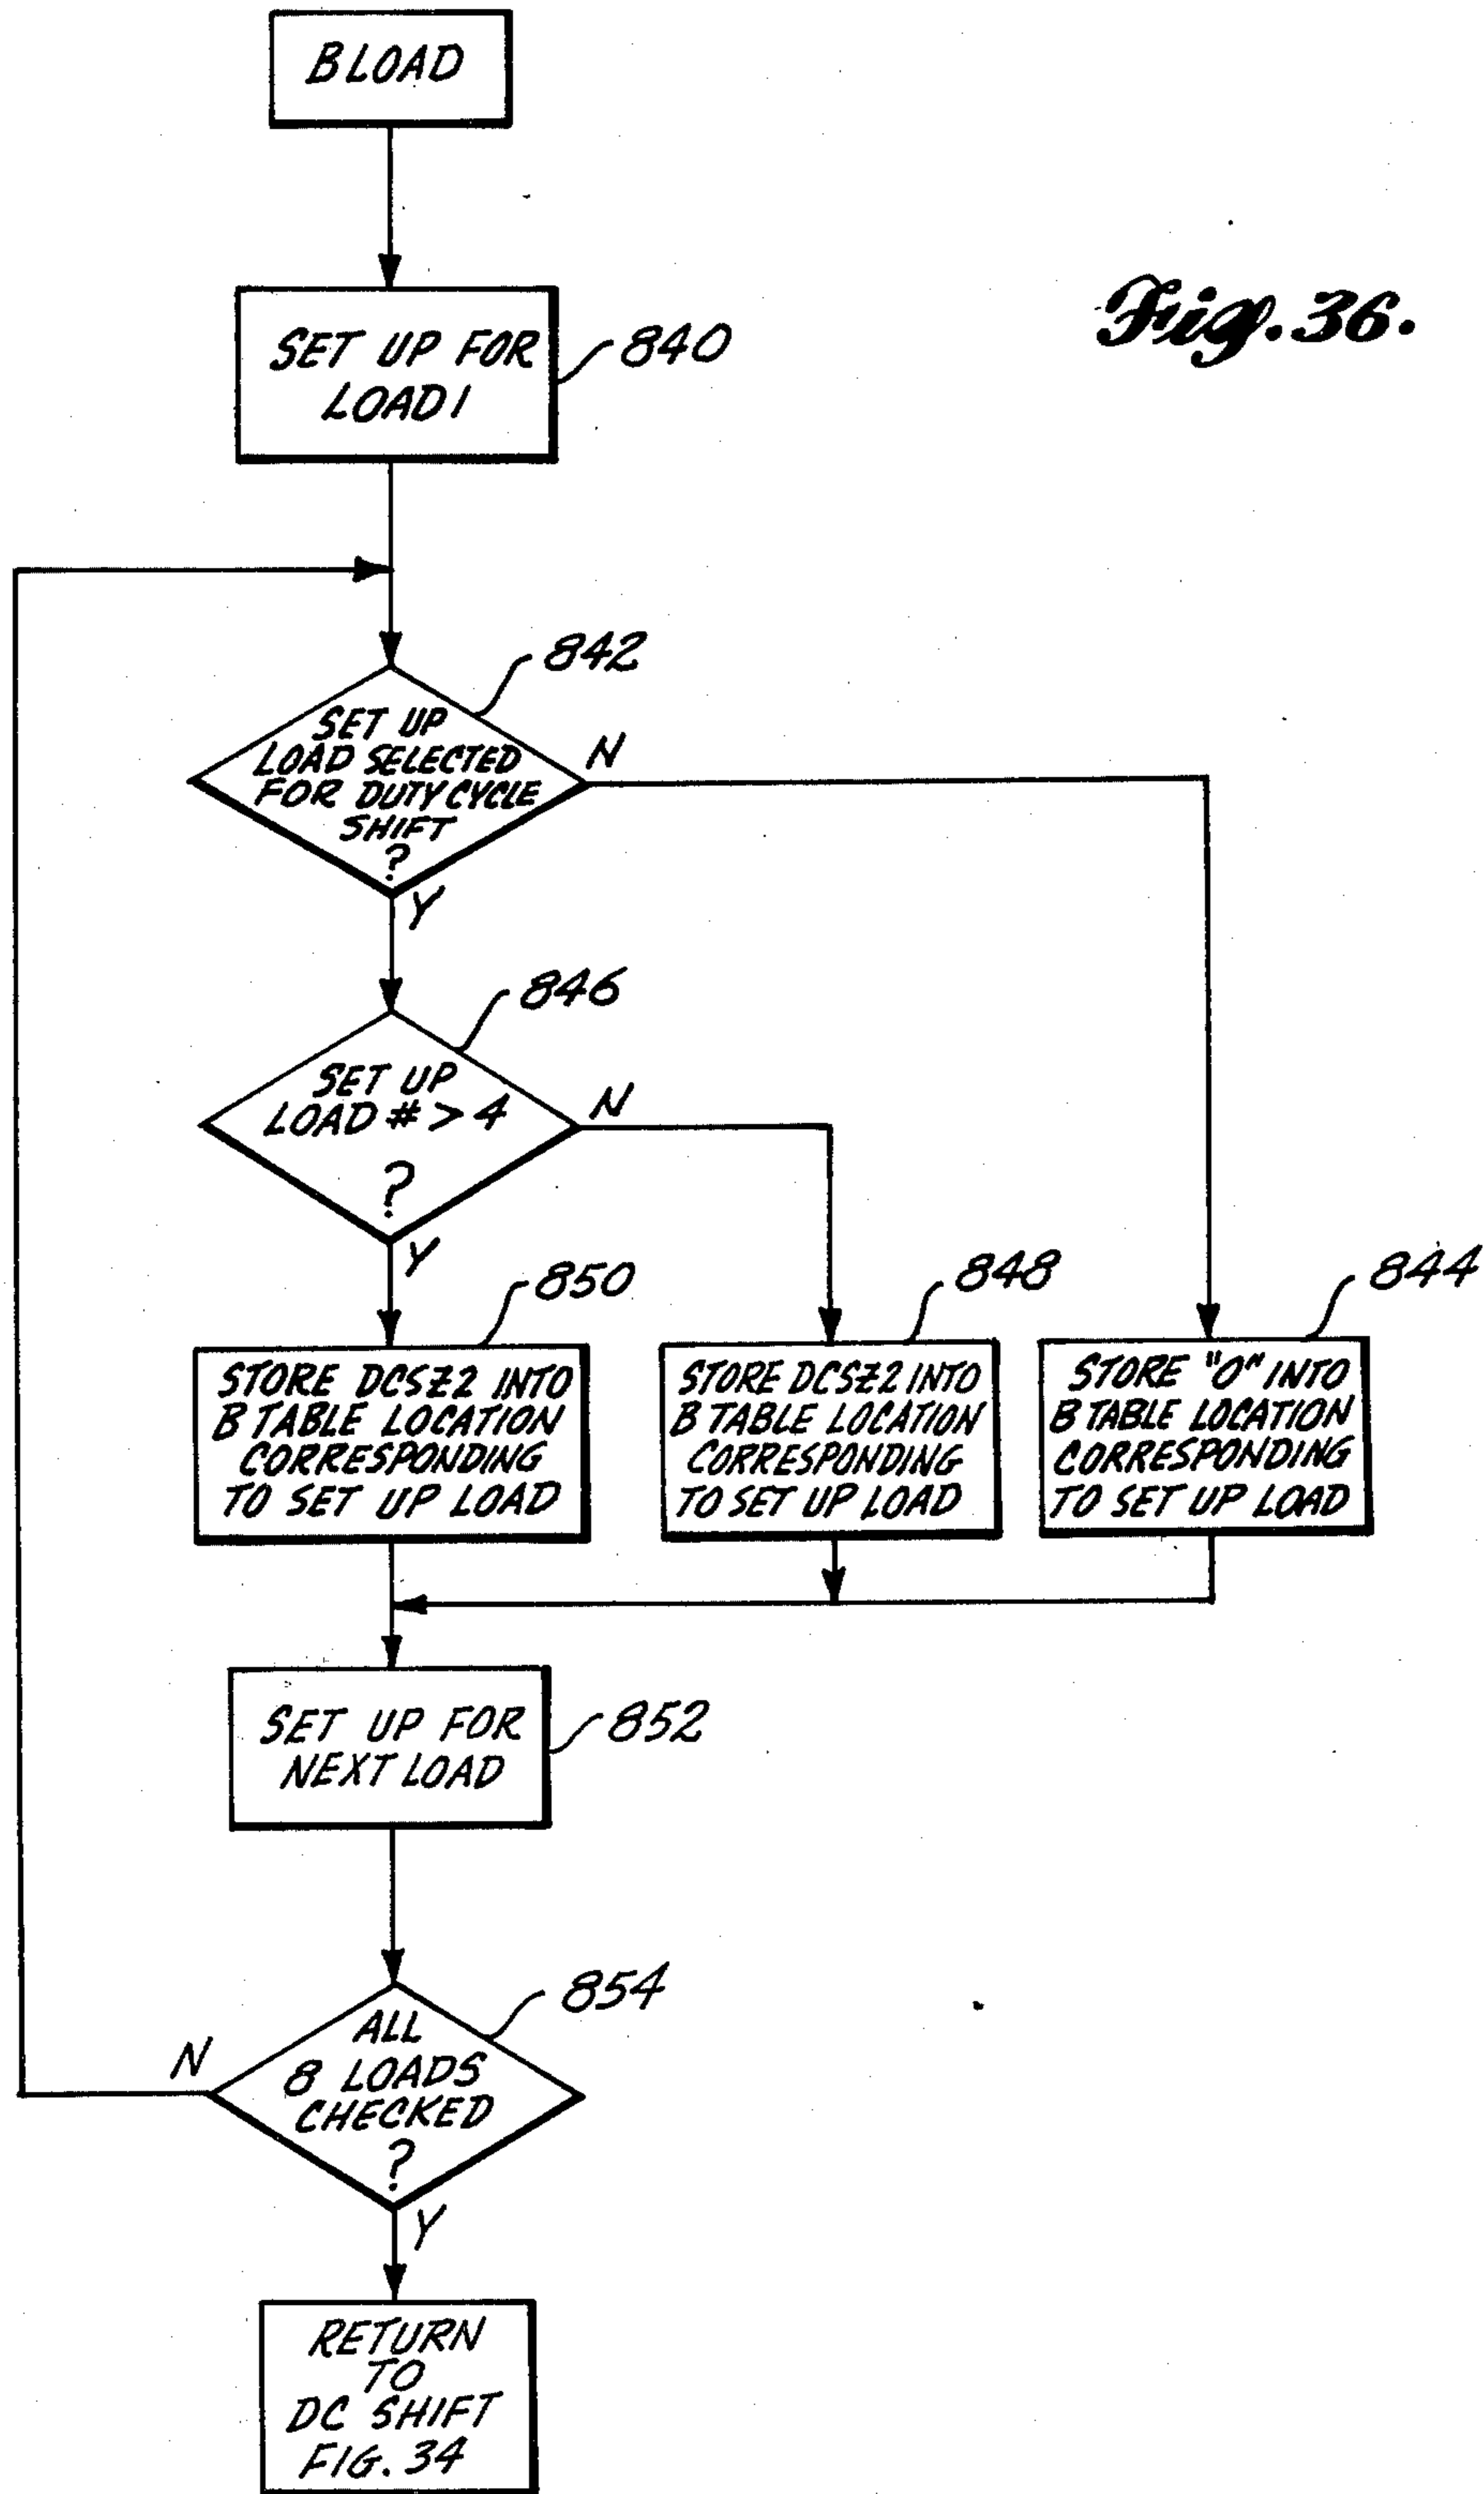 BLOAD
Fig. 36.
SET UP FOR
LOAD 1
840
842
SET UP
LOAD SELECTED
FOR DUTY CYCLE
SHIFT
?
N
Y
846
SET UP
LOAD # > 4
?
N
Y
850
STORE DCSƵ2 INTO
B TABLE LOCATION
CORRESPONDING
TO SET UP LOAD
848
STORE DCSƵ2 INTO
B TABLE LOCATION
CORRESPONDING
TO SET UP LOAD
844
STORE "0" INTO
B TABLE LOCATION
CORRESPONDING
TO SET UP LOAD
SET UP FOR
NEXT LOAD
852
854
ALL
8 LOADS
CHECKED
?
N
Y
RETURN
TO
DC SHIFT
FIG. 34